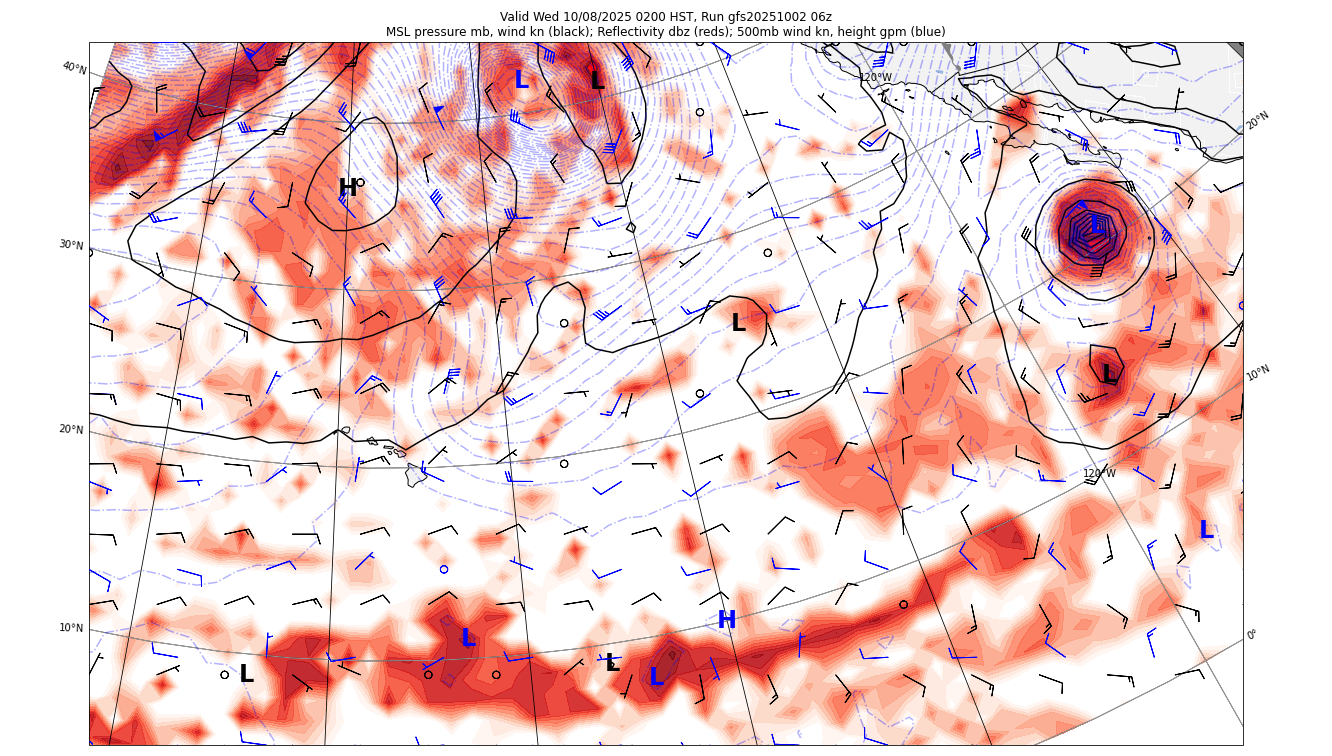 Valid Wed 10/08/2025 0200 HST, Run gfs20251002 06z
MSL pressure mb, wind kn (black); Reflectivity dbz (reds); 500mb wind kn, height gpm (blue)
40°N
L
L
120°W
20°N
H
L
30°N
L
L
10°N
20°N
120°W
L
H
10°N
L
0°
L
L
L